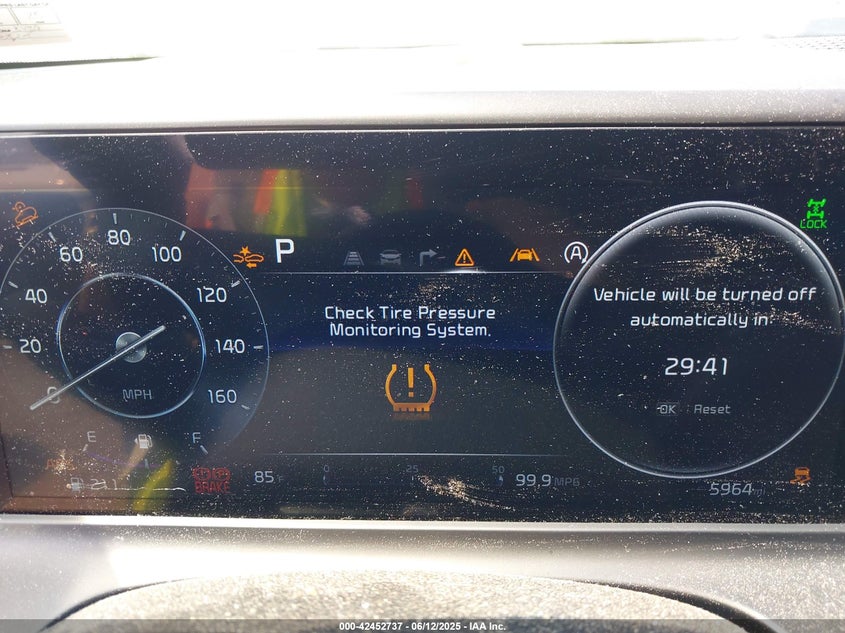 80
60
100
40
120
20
140
0
160
MPH
P
A
LOCK
Check Tire Pressure
Monitoring System.
!
Vehicle will be turned off
automatically in:
29:41
OK : Reset
E
F
211
BRAKE
85°F
0
25
50
99.9 MPG
5964 mi
000-42452737 - 06/12/2025 - IAA Inc.